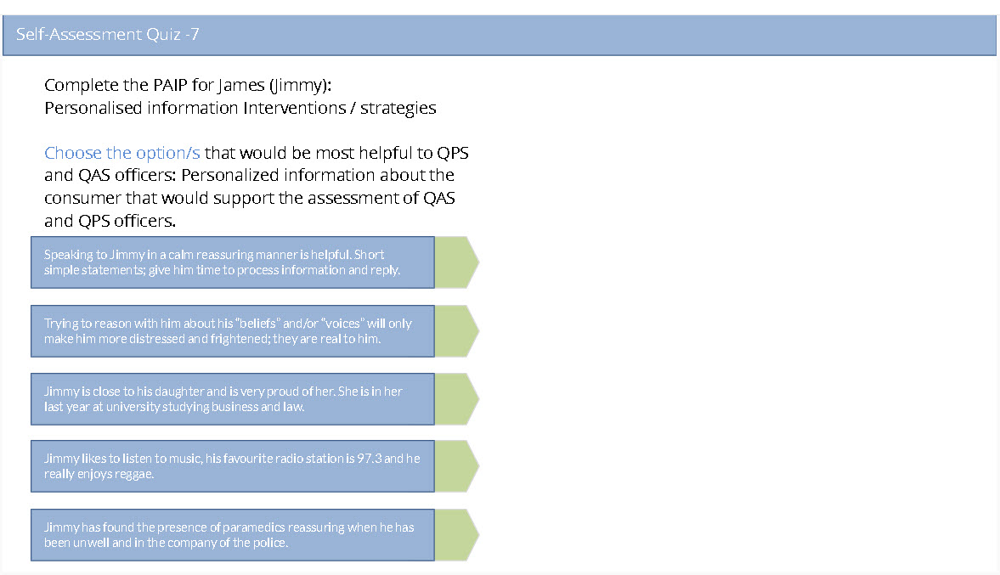 Self-Assessment Quiz -7
Complete the PAIP for James (Jimmy):
Personalised information Interventions / strategies
Choose the option/s that would be most helpful to QPS
and QAS officers: Personalized information about the
consumer that would support the assessment of QAS
and QPS officers.
Speaking to Jimmy in a calm reassuring manner is helpful. Short
simple statements; give him time to process information and reply.
Trying to reason with him about his “beliefs” and/or “voices” will only
make him more distressed and frightened; they are real to him.
Jimmy is close to his daughter and is very proud of her. She is in her
last year at university studying business and law.
Jimmy likes to listen to music, his favourite radio station is 97.3 and he
really enjoys reggae.
Jimmy has found the presence of paramedics reassuring when he has
been unwell and in the company of the police.